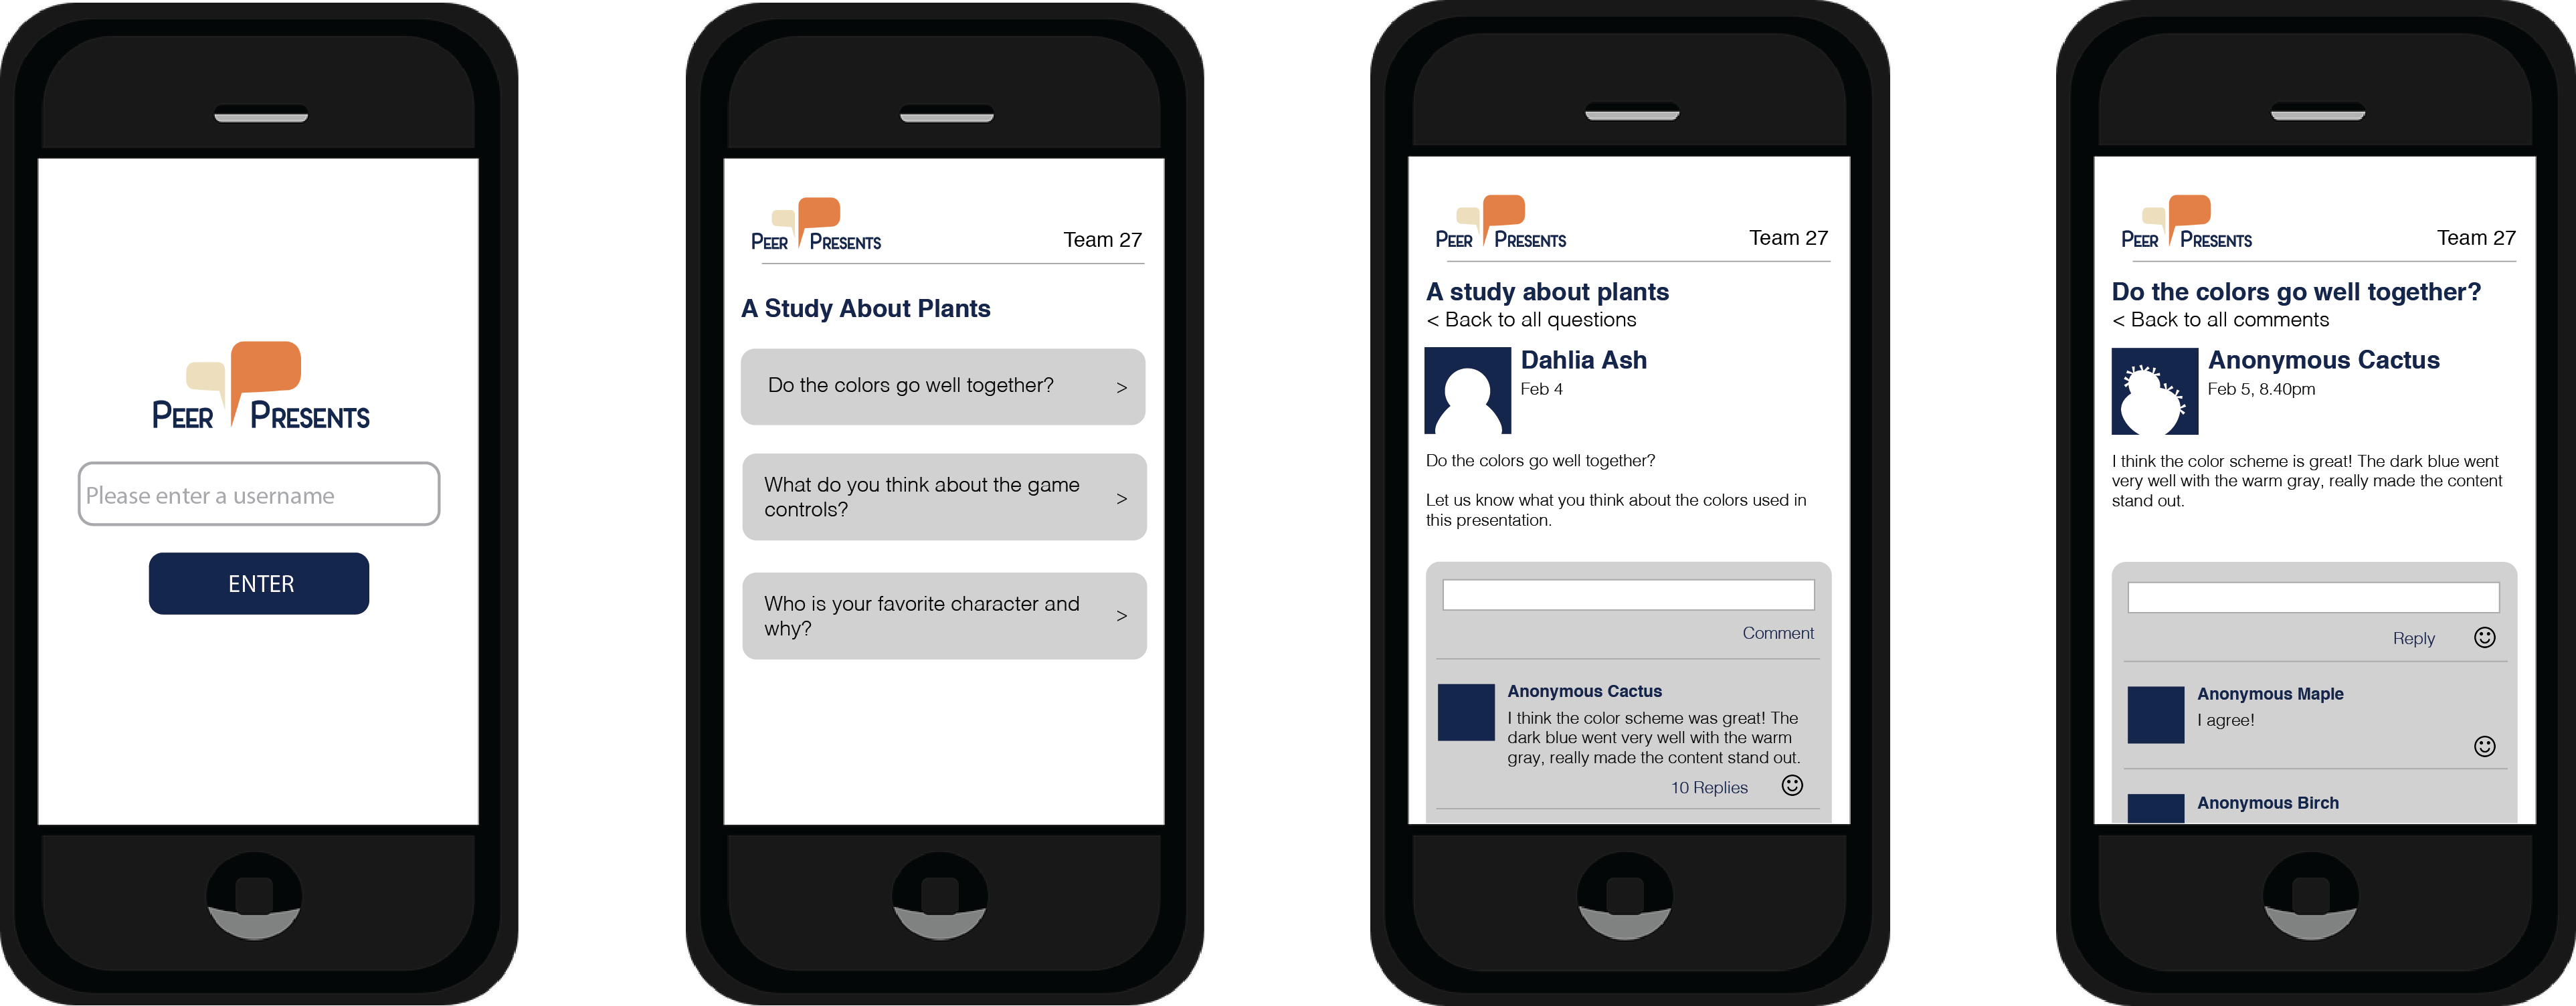 PEER PRESENTS
Please enter a username
ENTER
PEER PRESENTS
Team 27
A Study About Plants
Do the colors go well together? >
What do you think about the game
controls? >
Who is your favorite character and
why? >
PEER PRESENTS
Team 27
A study about plants
< Back to all questions
Dahlia Ash
Feb 4
Do the colors go well together?
Let us know what you think about the colors used in
this presentation.
Comment
Anonymous Cactus
I think the color scheme was great! The
dark blue went very well with the warm
gray, really made the content stand out.
10 Replies
PEER PRESENTS
Team 27
Do the colors go well together?
< Back to all comments
Anonymous Cactus
Feb 5, 8.40pm
I think the color scheme is great! The dark blue went
very well with the warm gray, really made the content
stand out.
Reply
Anonymous Maple
I agree!
Anonymous Birch